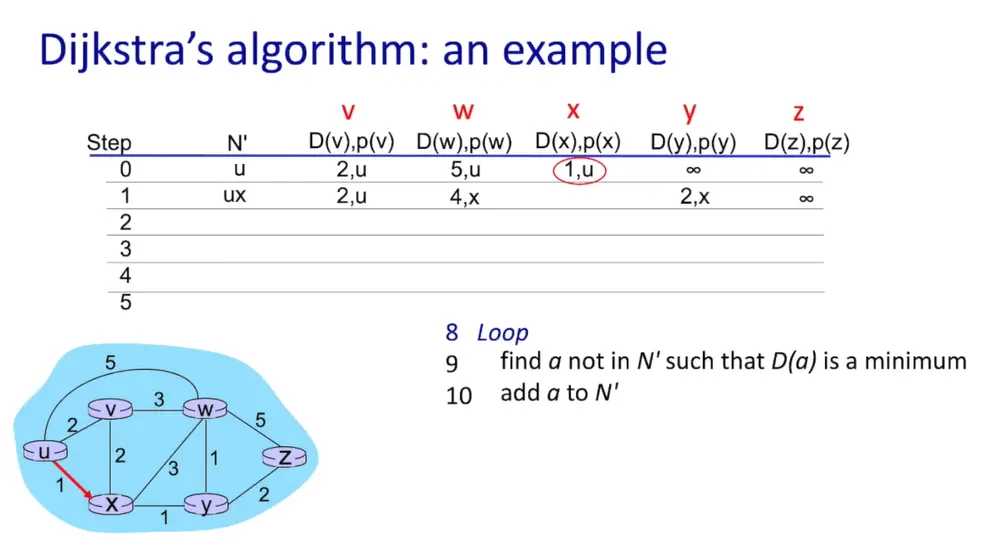 Dijkstra's algorithm: an example
v w x y z
Step N' D(v),p(v) D(w),p(w) D(x),p(x) D(y),p(y) D(z),p(z)
0 u 2,u 5,u 1,u ∞ ∞
1 ux 2,u 4,x 2,x ∞
2
3
4
5
8 Loop
9 find a not in N' such that D(a) is a minimum
10 add a to N'
5
v 3 w
2 5
u 2 3 1 z
1 2
x 1 y